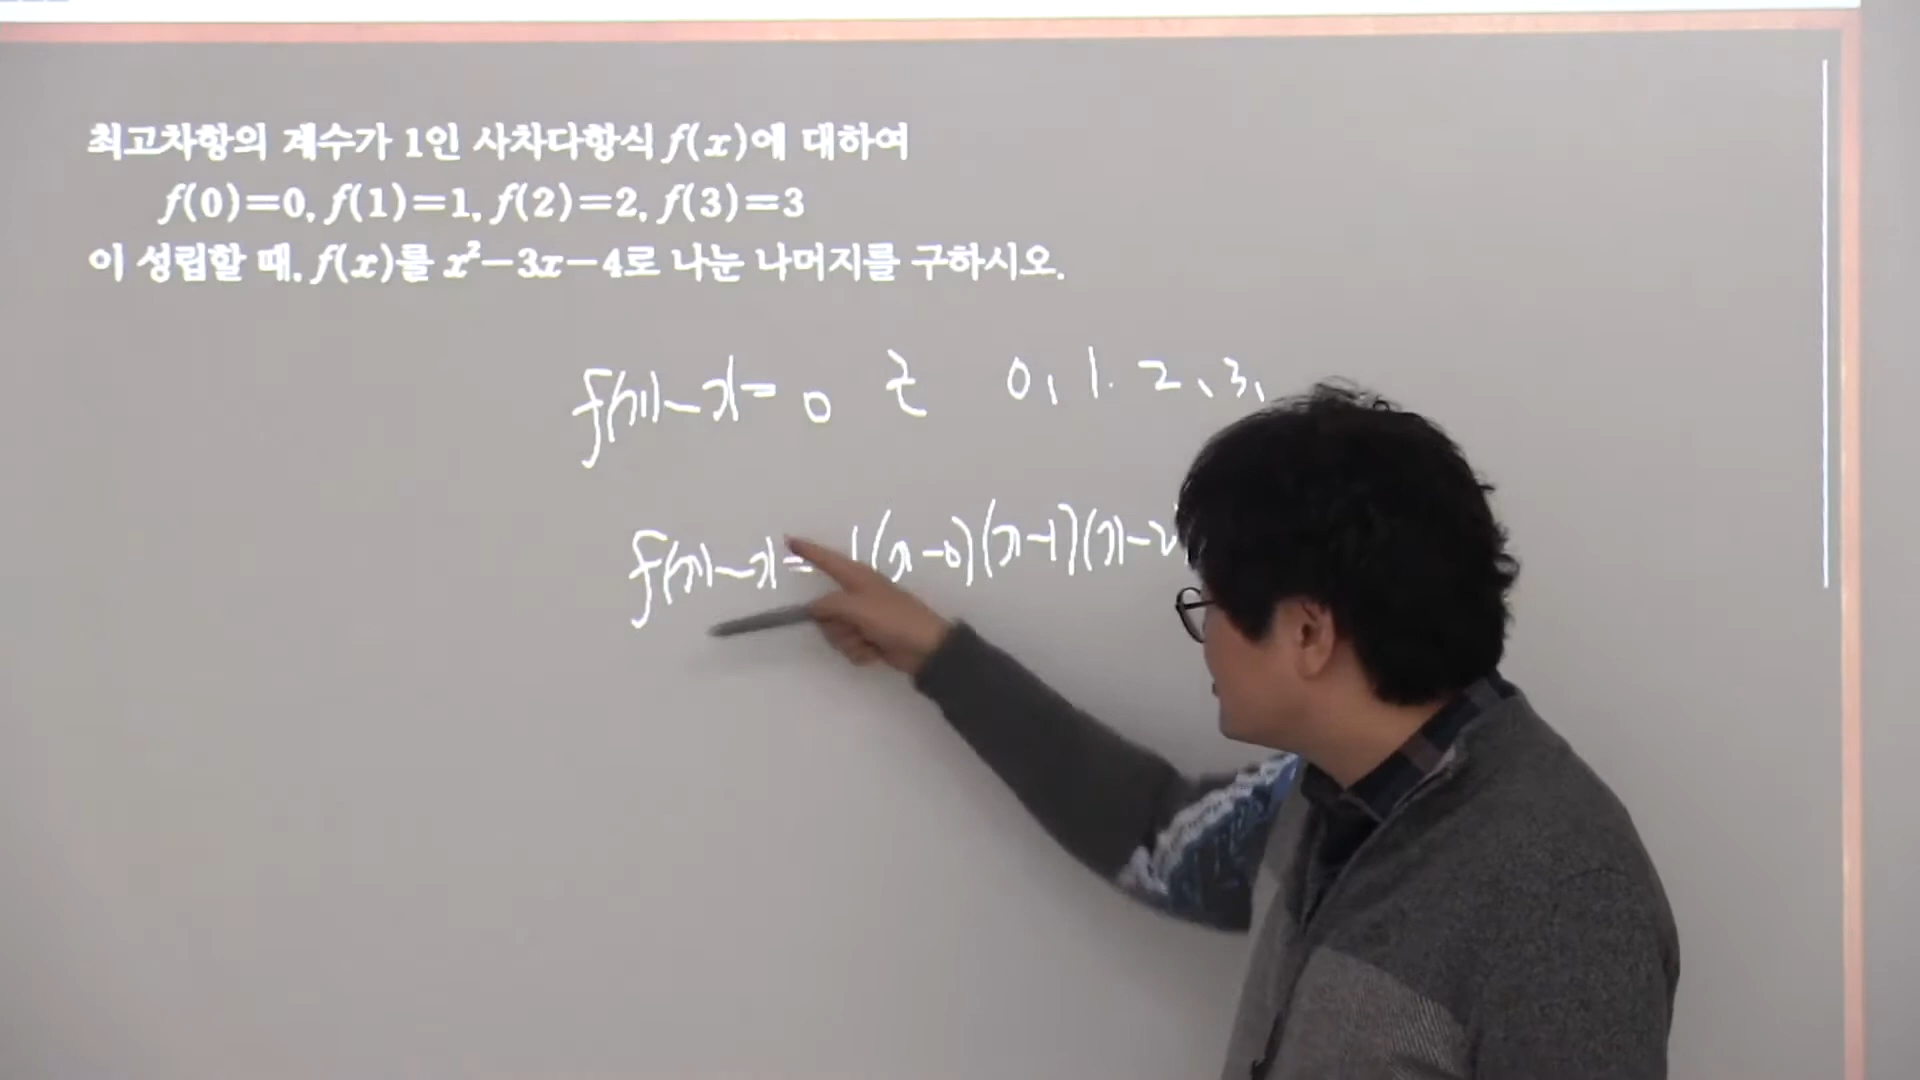 최고차항의 계수가 1인 사차다항식 f(x)에 대하여
f(0)=0, f(1)=1, f(2)=2, f(3)=3
이 성립할 때, f(x)를 x²-3x-4로 나눈 나머지를 구하시오.
f(x)-x=0 근 0, 1, 2, 3,
f(x)-x= 1(x-0)(x-1)(x-2)